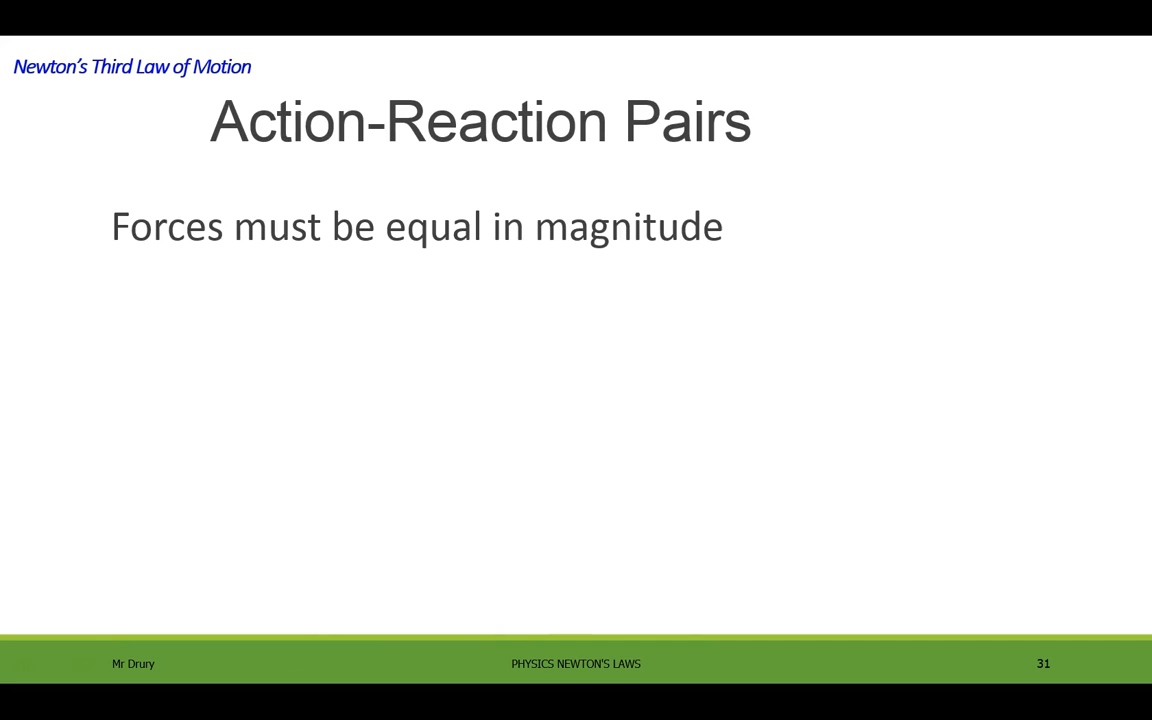 Newton's Third Law of Motion
Action-Reaction Pairs
Forces must be equal in magnitude
Mr Drury
PHYSICS NEWTON'S LAWS
31